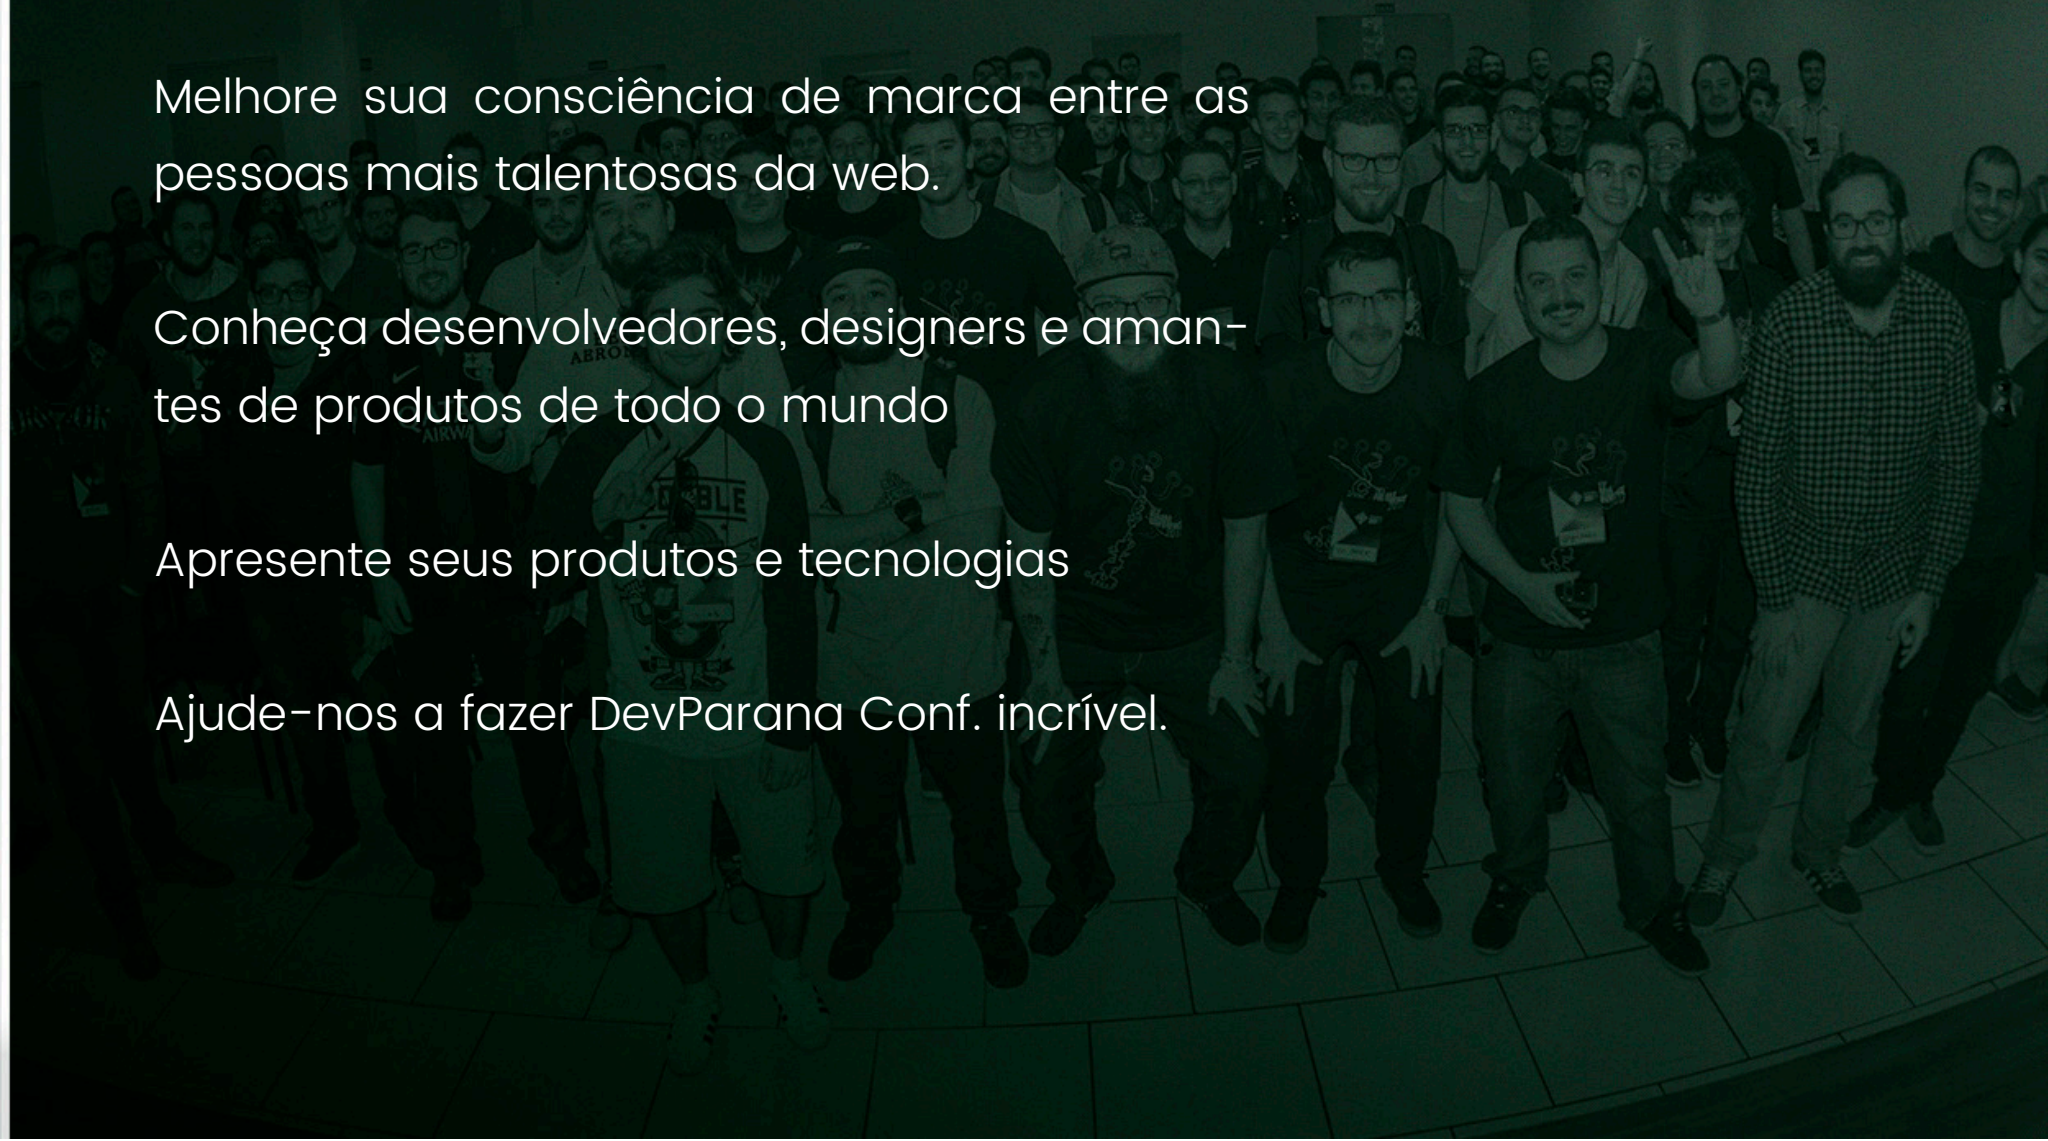 Melhore sua consciência de marca entre as
pessoas mais talentosas da web.
Conheça desenvolvedores, designers e aman-
tes de produtos de todo o mundo
Apresente seus produtos e tecnologias
Ajude-nos a fazer DevParana Conf. incrível.